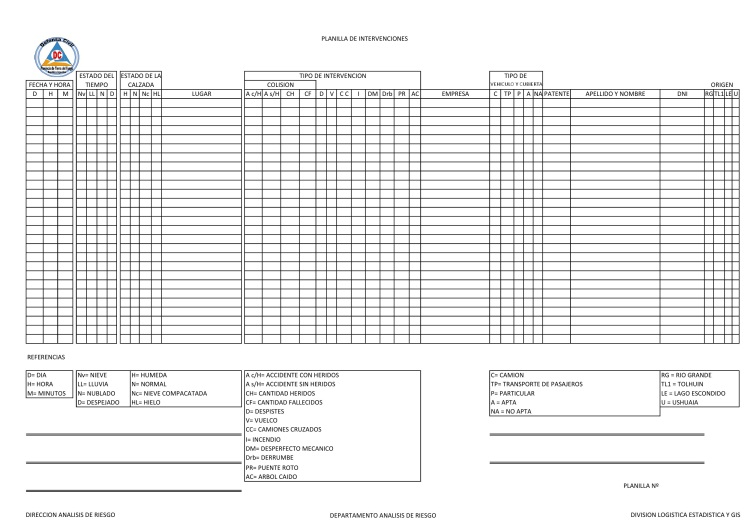 PLANILLA DE INTERVENCIONES
Defensa Civil
DC
ESTADO DEL TIEMPO
ESTADO DE LA CALZADA
TIPO DE INTERVENCION
TIPO DE VEHICULO Y CUBIERTA
FECHA Y HORA
COLISION
ORIGEN
D H M Nv LL N D H N Nc HL LUGAR A c/H A s/H CH CF D V C C I DM Drb PR AC EMPRESA C TP P A NA PATENTE APELLIDO Y NOMBRE DNI RG TL1 LE U
REFERENCIAS
D= DIA
H= HORA
M= MINUTOS
Nv= NIEVE
LL= LLUVIA
N= NUBLADO
D= DESPEJADO
H= HUMEDA
N= NORMAL
Nc= NIEVE COMPACATADA
HL= HIELO
A c/H= ACCIDENTE CON HERIDOS
A s/H= ACCIDENTE SIN HERIDOS
CH= CANTIDAD HERIDOS
CF= CANTIDAD FALLECIDOS
D= DESPISTES
V= VUELCO
CC= CAMIONES CRUZADOS
I= INCENDIO
DM= DESPERFECTO MECANICO
Drb= DERRUMBE
PR= PUENTE ROTO
AC= ARBOL CAIDO
C= CAMION
TP= TRANSPORTE DE PASAJEROS
P= PARTICULAR
A = APTA
NA = NO APTA
RG = RIO GRANDE
TL1 = TOLHUIN
LE = LAGO ESCONDIDO
U = USHUAIA
PLANILLA Nº
DIRECCION ANALISIS DE RIESGO
DEPARTAMENTO ANALISIS DE RIESGO
DIVISION LOGISTICA ESTADISTICA Y GIS